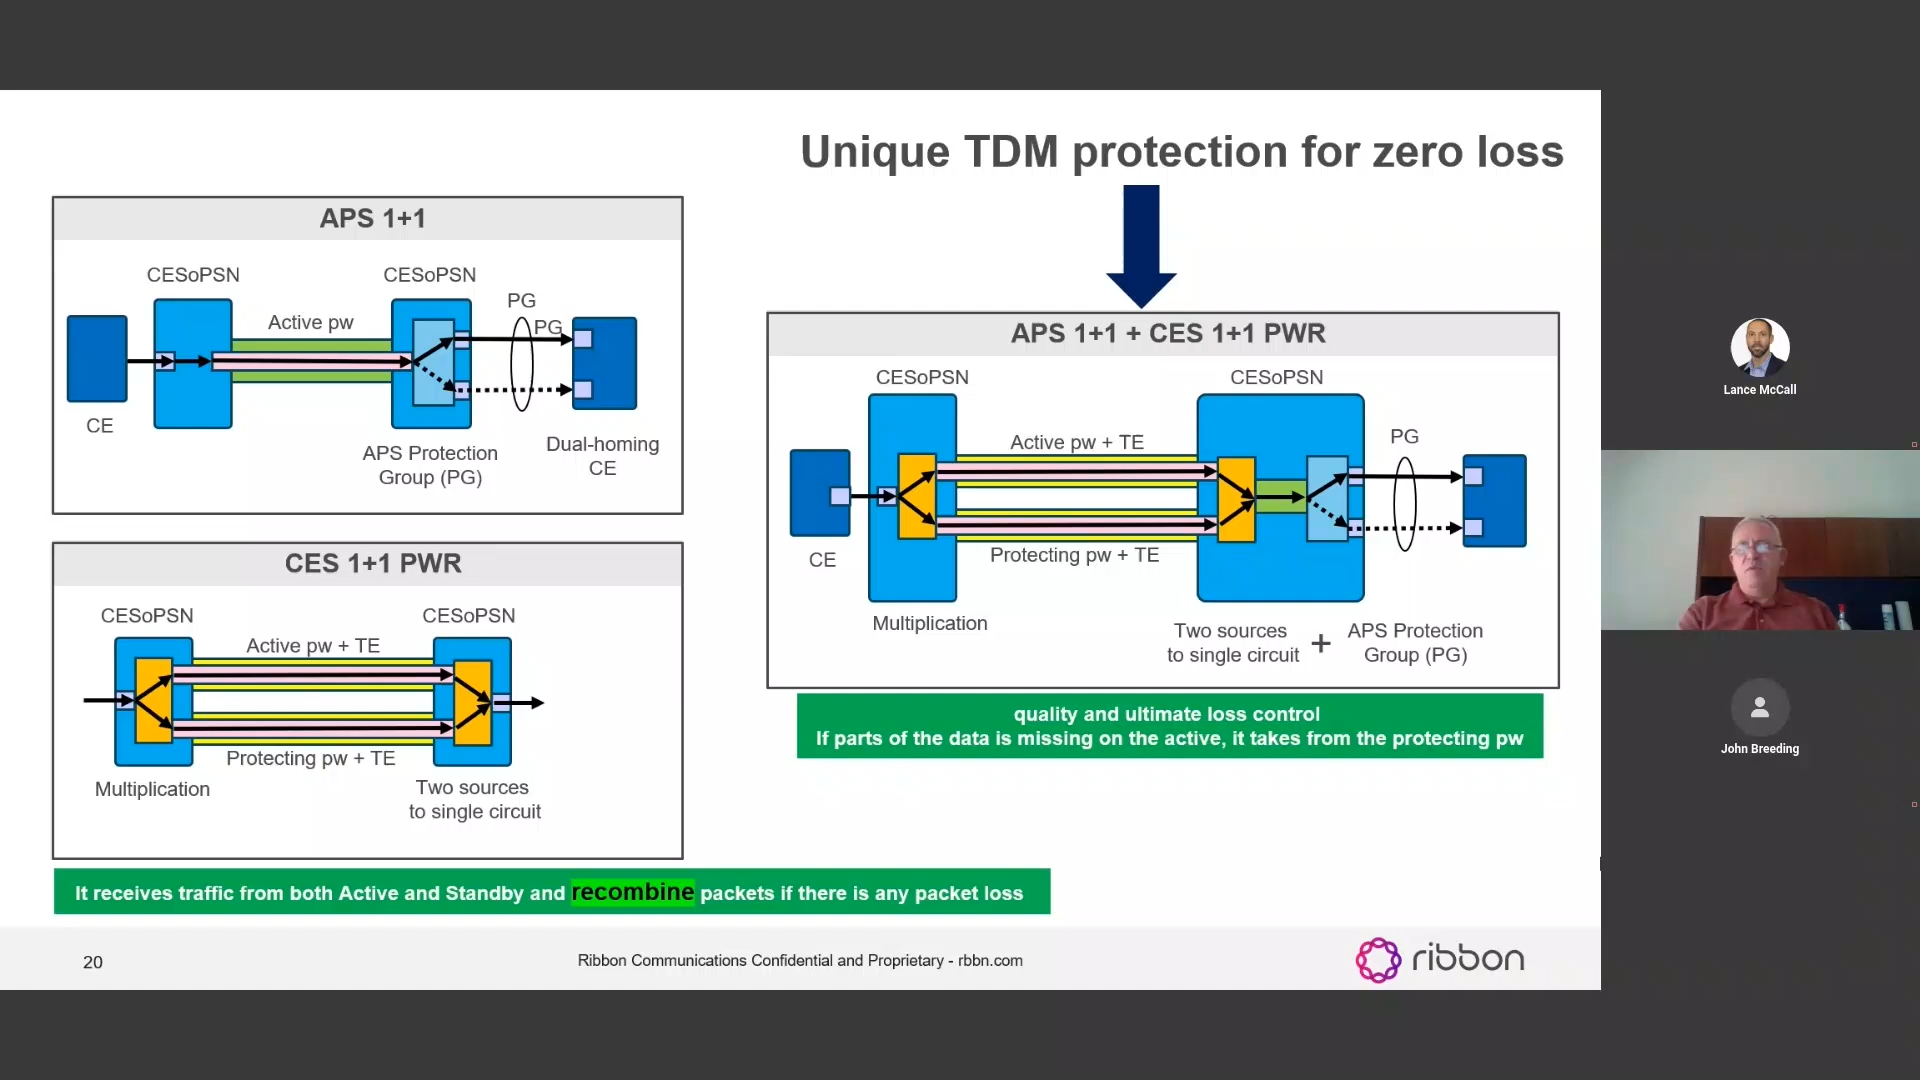 Unique TDM protection for zero loss
APS 1+1
CESoPSN
CESoPSN
PG
Active pw
PG
CE
APS Protection
Group (PG)
Dual-homing
CE
CES 1+1 PWR
CESoPSN
CESoPSN
Active pw + TE
Protecting pw + TE
Multiplication
Two sources
to single circuit
It receives traffic from both Active and Standby and recombine packets if there is any packet loss
APS 1+1 + CES 1+1 PWR
CESoPSN
CESoPSN
Active pw + TE
PG
Protecting pw + TE
CE
Multiplication
Two sources
to single circuit
+
APS Protection
Group (PG)
quality and ultimate loss control
If parts of the data is missing on the active, it takes from the protecting pw
20
Ribbon Communications Confidential and Proprietary - rbbn.com
ribbon
Lance McCall
John Breeding